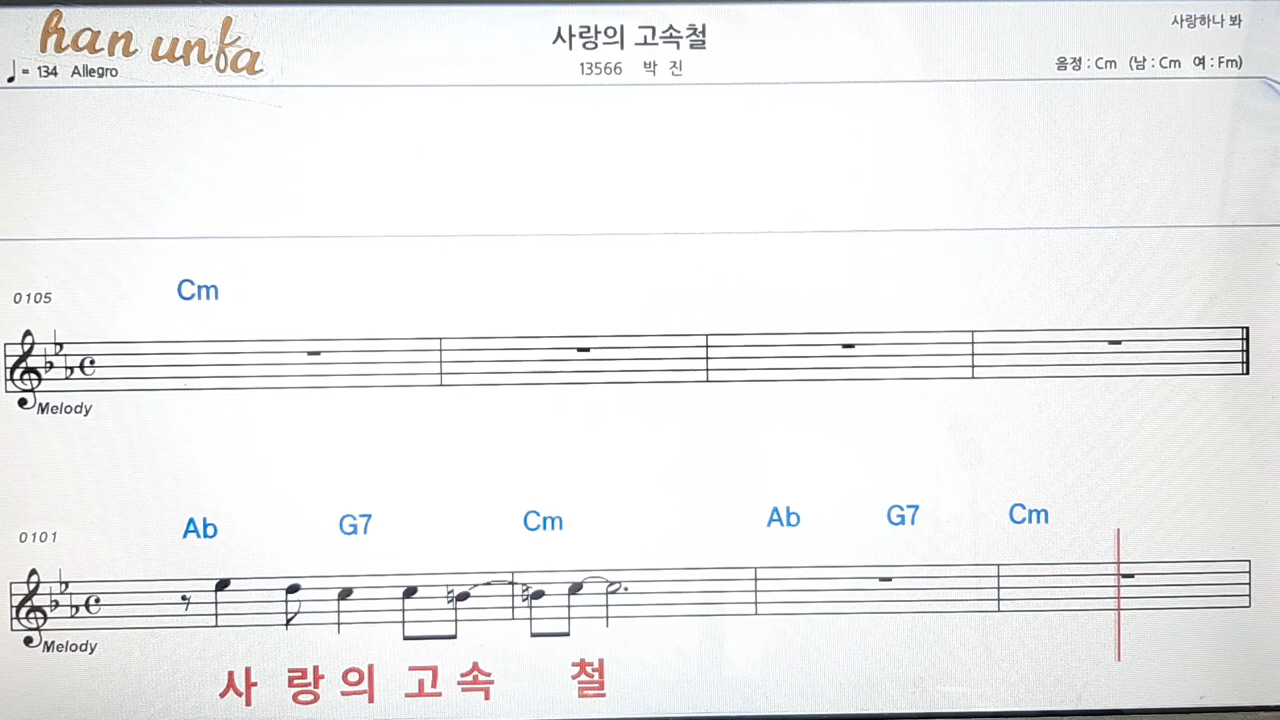 han unfa
♩ = 134 Allegro
사랑의 고속철
13566 박 진
사랑하나 봐
음정 : Cm (남 : Cm 여 : Fm)
0105
Cm
Melody
0101
Ab G7 Cm Ab G7 Cm
Melody
사 랑 의 고 속 철